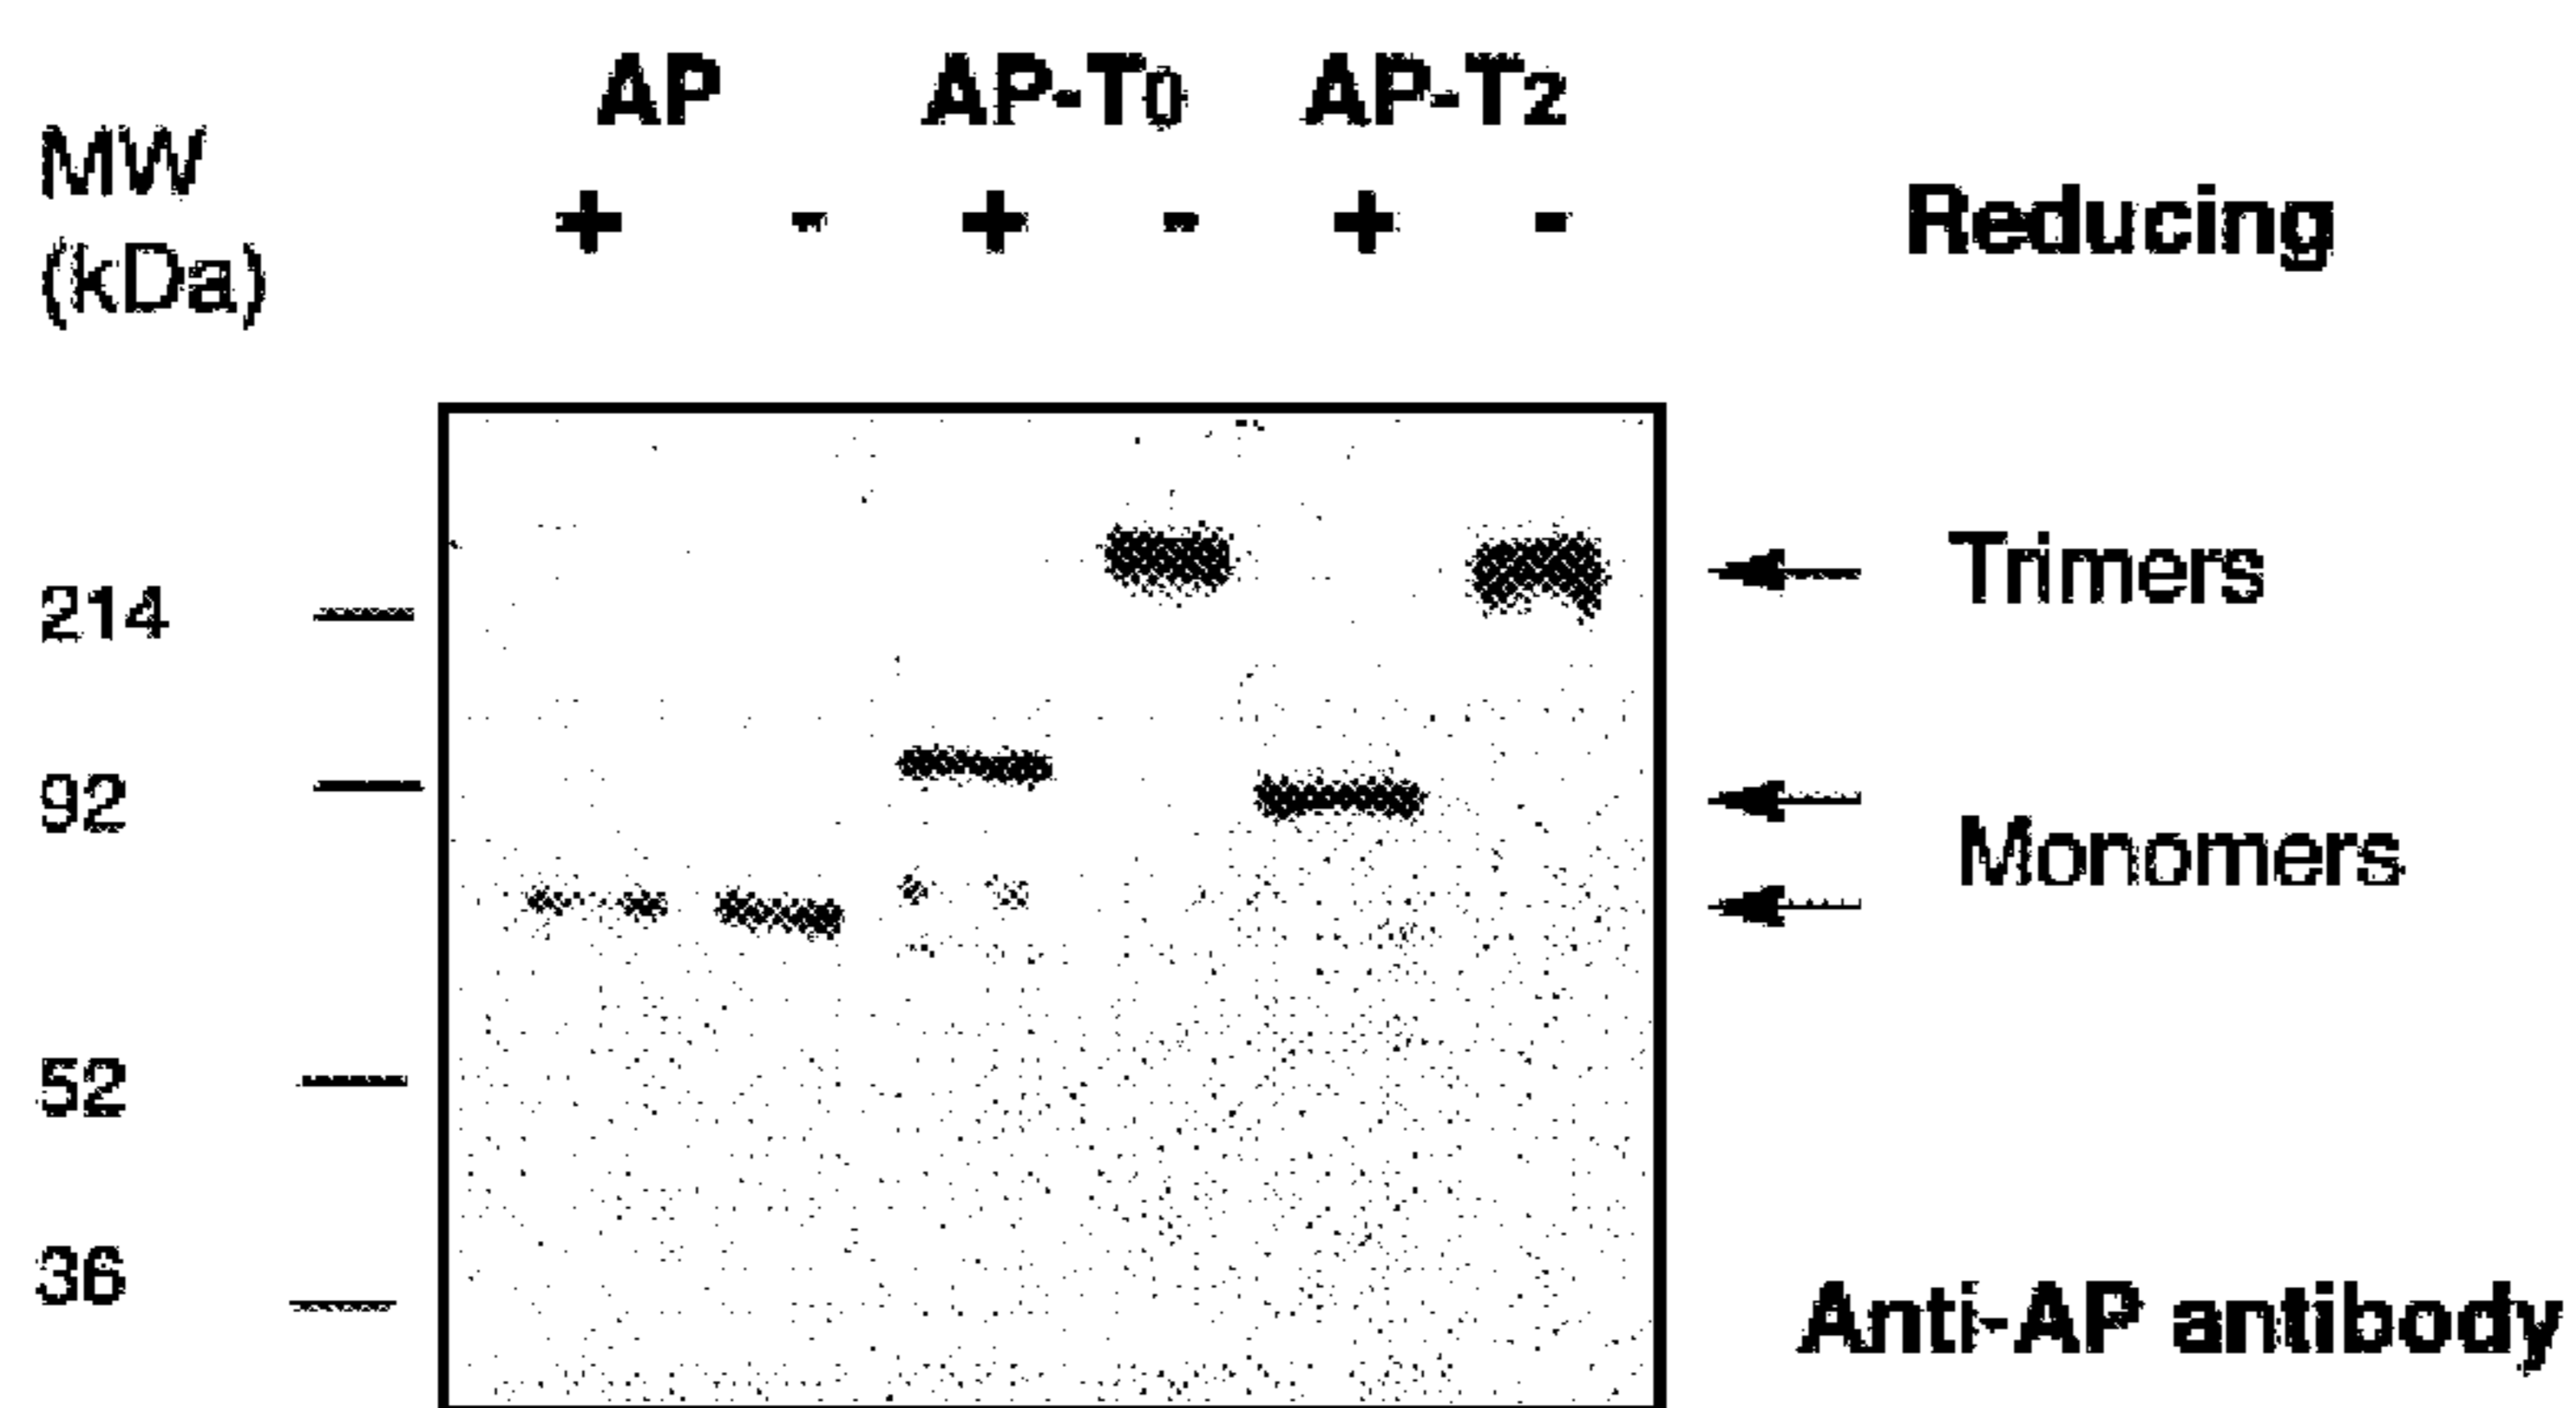 AP AP-T0 AP-T2
MW
(kDa)
+ - + - + - Reducing
Trimers
214
92
Monomers
52
36
Anti-AP antibody